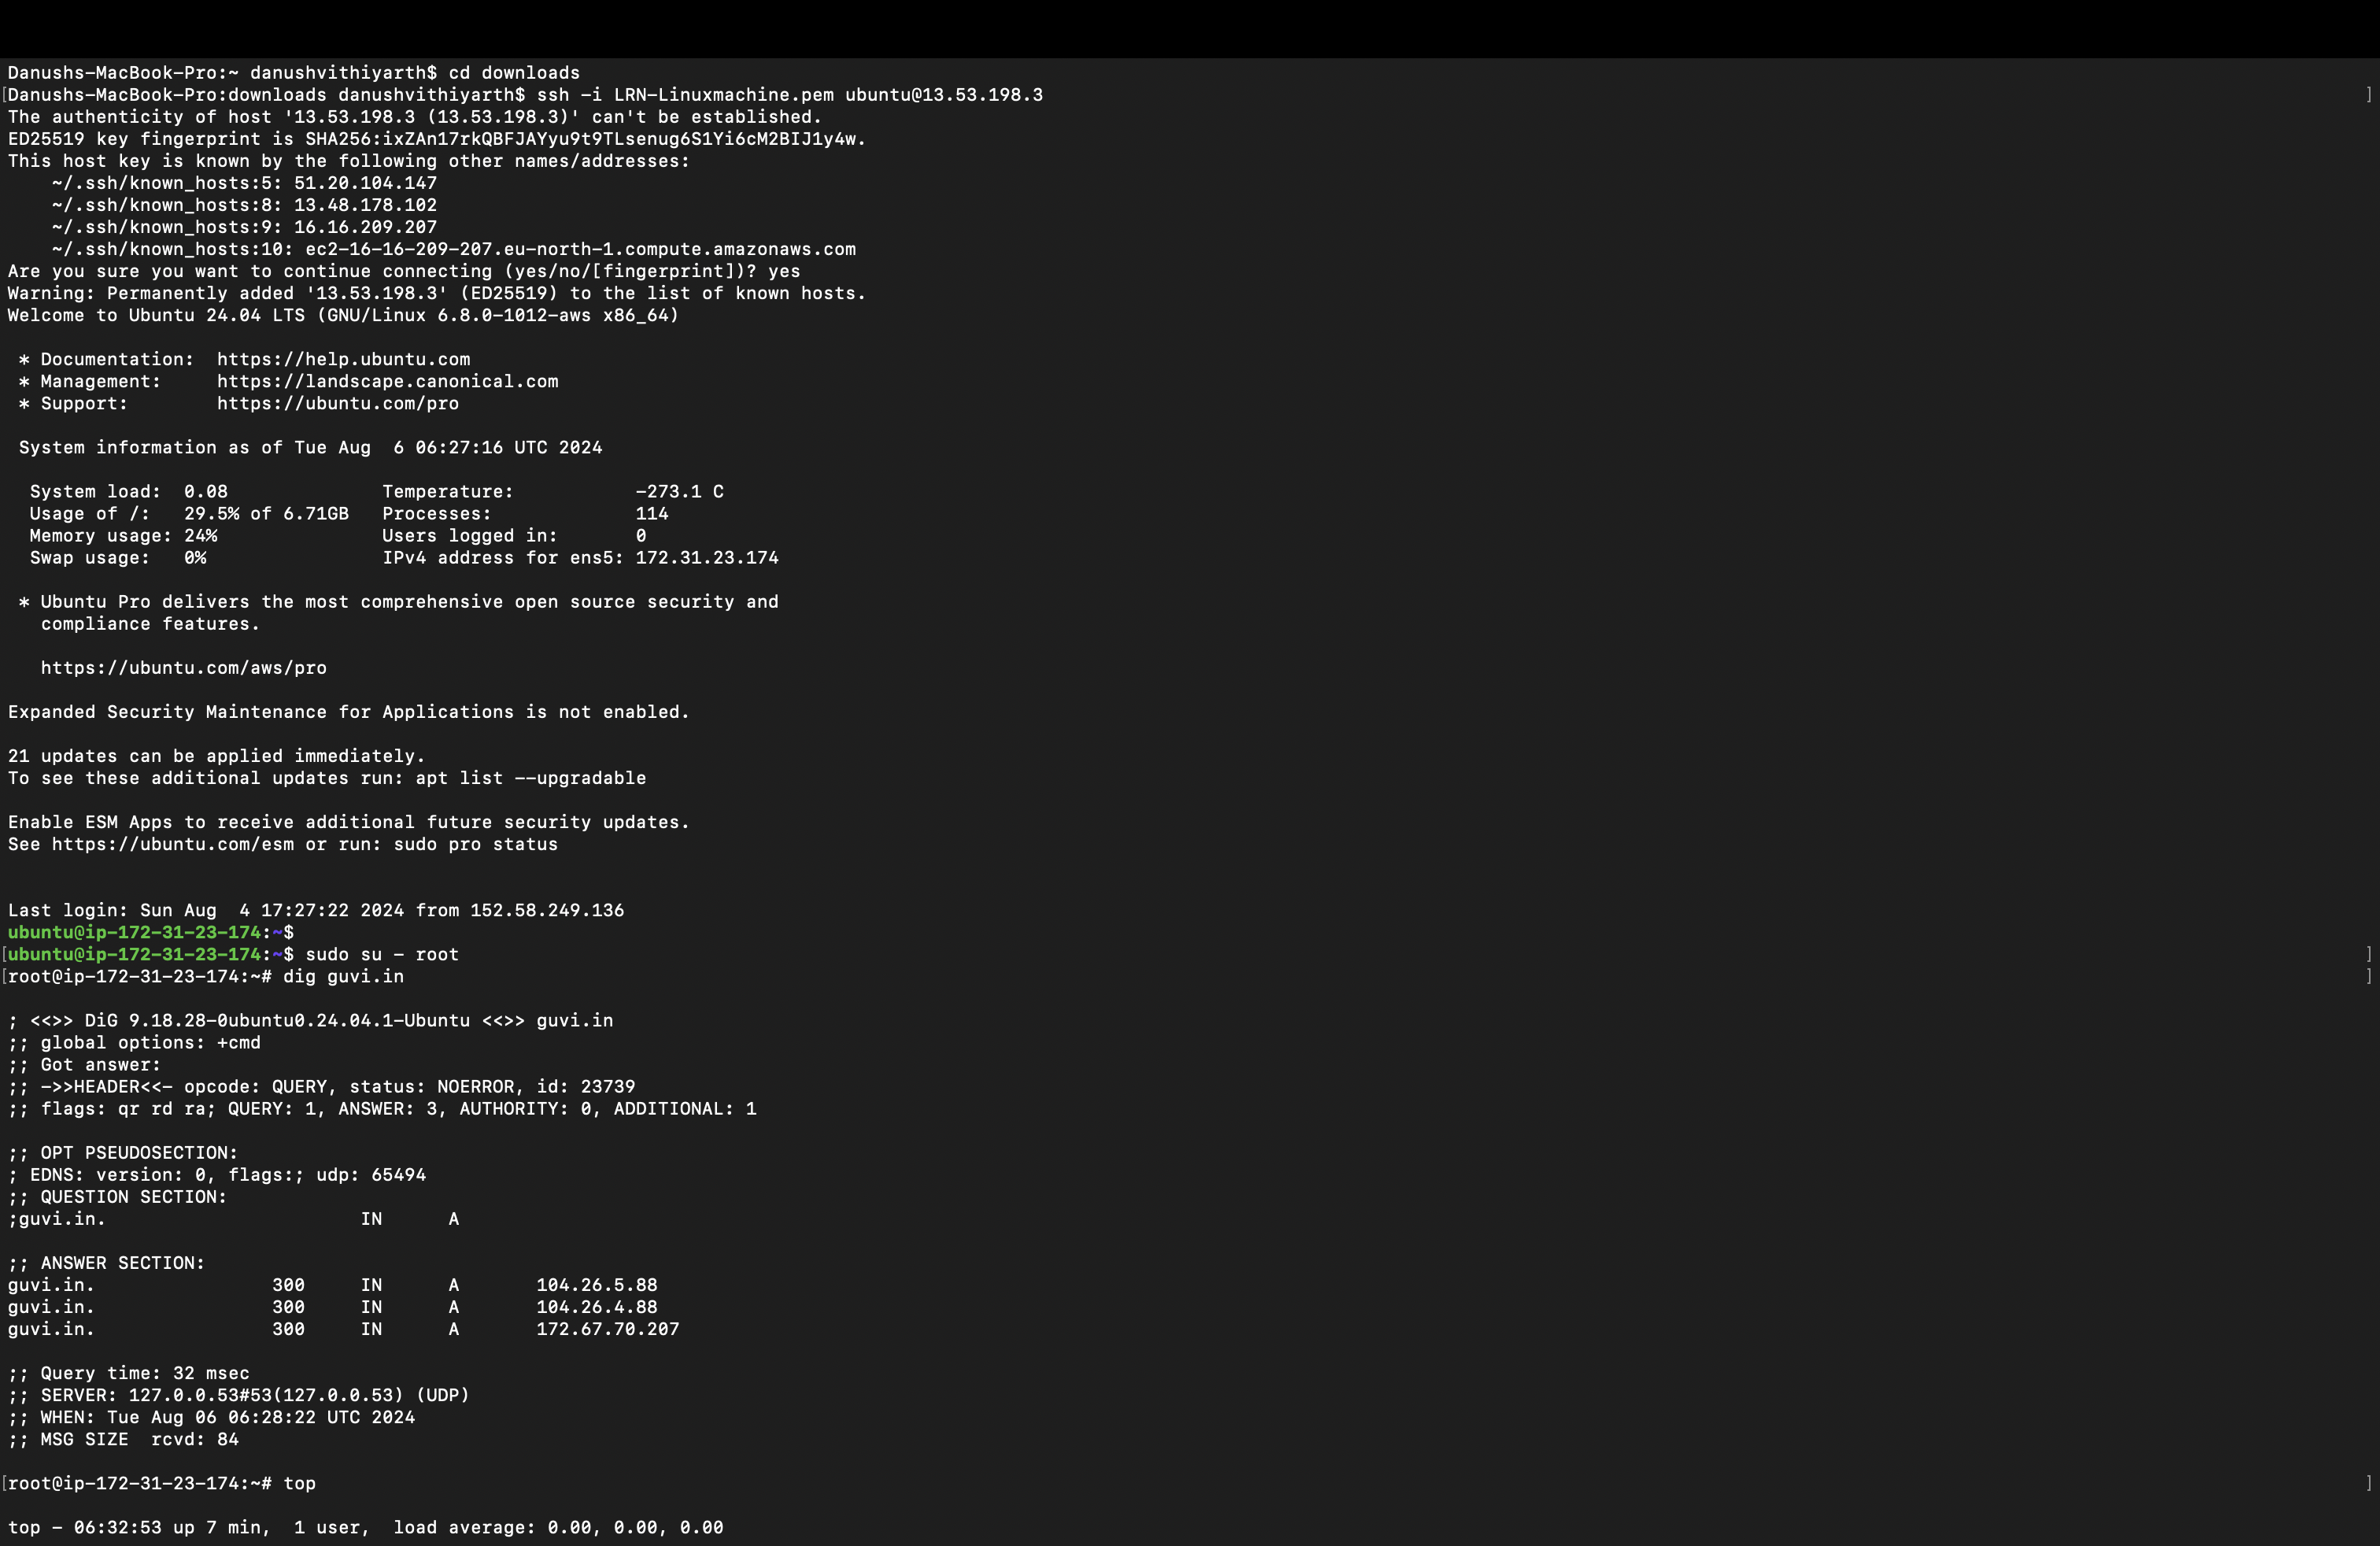 Danushs-MacBook-Pro:~ danushvithiyarth$ cd downloads
[Danushs-MacBook-Pro:downloads danushvithiyarth$ ssh -i LRN-Linuxmachine.pem ubuntu@13.53.198.3 ]
The authenticity of host '13.53.198.3 (13.53.198.3)' can't be established.
ED25519 key fingerprint is SHA256:ixZAn17rkQBFJAYyu9t9TLsenug6S1Yi6cM2BIJ1y4w.
This host key is known by the following other names/addresses:
    ~/.ssh/known_hosts:5: 51.20.104.147
    ~/.ssh/known_hosts:8: 13.48.178.102
    ~/.ssh/known_hosts:9: 16.16.209.207
    ~/.ssh/known_hosts:10: ec2-16-16-209-207.eu-north-1.compute.amazonaws.com
Are you sure you want to continue connecting (yes/no/[fingerprint])? yes
Warning: Permanently added '13.53.198.3' (ED25519) to the list of known hosts.
Welcome to Ubuntu 24.04 LTS (GNU/Linux 6.8.0-1012-aws x86_64)
 * Documentation:  https://help.ubuntu.com
 * Management:     https://landscape.canonical.com
 * Support:        https://ubuntu.com/pro
 System information as of Tue Aug  6 06:27:16 UTC 2024
  System load:  0.08              Temperature:           -273.1 C
  Usage of /:   29.5% of 6.71GB   Processes:             114
  Memory usage: 24%               Users logged in:       0
  Swap usage:   0%                IPv4 address for ens5: 172.31.23.174
 * Ubuntu Pro delivers the most comprehensive open source security and
   compliance features.
   https://ubuntu.com/aws/pro
Expanded Security Maintenance for Applications is not enabled.
21 updates can be applied immediately.
To see these additional updates run: apt list --upgradable
Enable ESM Apps to receive additional future security updates.
See https://ubuntu.com/esm or run: sudo pro status
Last login: Sun Aug  4 17:27:22 2024 from 152.58.249.136
ubuntu@ip-172-31-23-174:~$
[ubuntu@ip-172-31-23-174:~$ sudo su - root ]
[root@ip-172-31-23-174:~# dig guvi.in ]
; <<>> DiG 9.18.28-0ubuntu0.24.04.1-Ubuntu <<>> guvi.in
;; global options: +cmd
;; Got answer:
;; ->>HEADER<<- opcode: QUERY, status: NOERROR, id: 23739
;; flags: qr rd ra; QUERY: 1, ANSWER: 3, AUTHORITY: 0, ADDITIONAL: 1
;; OPT PSEUDOSECTION:
; EDNS: version: 0, flags:; udp: 65494
;; QUESTION SECTION:
;guvi.in.                       IN      A
;; ANSWER SECTION:
guvi.in.                300     IN      A       104.26.5.88
guvi.in.                300     IN      A       104.26.4.88
guvi.in.                300     IN      A       172.67.70.207
;; Query time: 32 msec
;; SERVER: 127.0.0.53#53(127.0.0.53) (UDP)
;; WHEN: Tue Aug 06 06:28:22 UTC 2024
;; MSG SIZE  rcvd: 84
[root@ip-172-31-23-174:~# top ]
top - 06:32:53 up 7 min,  1 user,  load average: 0.00, 0.00, 0.00